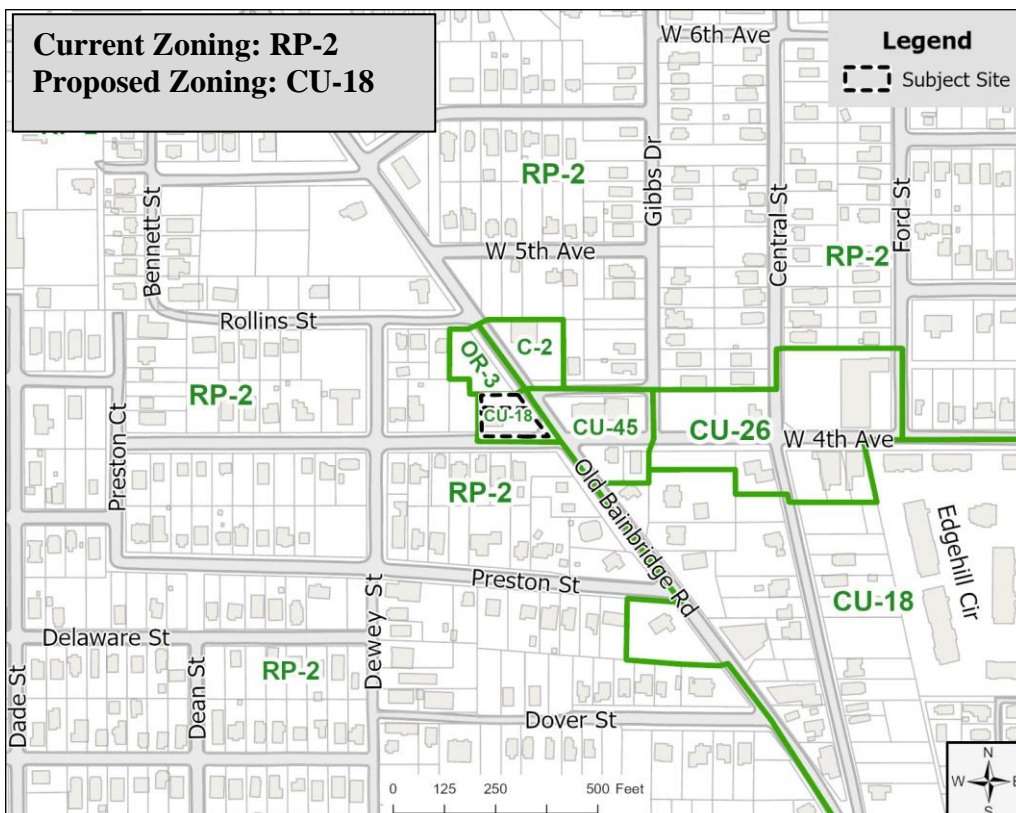 Current Zoning: RP-2
Proposed Zoning: CU-18
W 6th Ave
Legend
Subject Site
RP-2
Gibbs Dr
Central St
Ford St
Bennett St
W 5th Ave
RP-2
Rollins St
C-2
OR-3
RP-2
CU-18
CU-45
CU-26
W 4th Ave
Preston Ct
RP-2
Old Bainbridge Rd
Edgehill Cir
Preston St
CU-18
Delaware St
Dewey St
RP-2
Dade St
Dean St
Dover St
0 125 250 500 Feet
N
W E
S